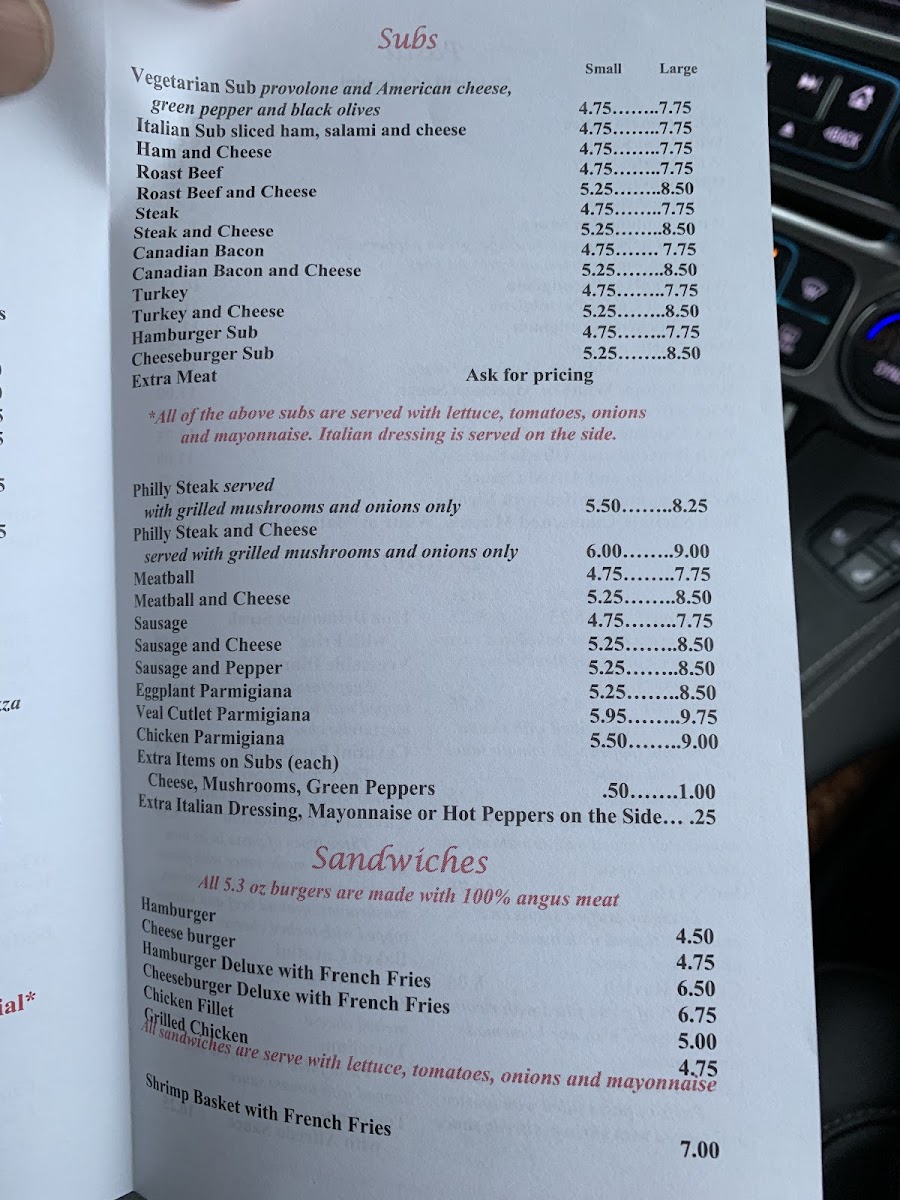 Subs
Small Large
Vegetarian Sub provolone and American cheese,
green pepper and black olives 4.75........7.75
Italian Sub sliced ham, salami and cheese 4.75........7.75
Ham and Cheese 4.75........7.75
Roast Beef 4.75........7.75
Roast Beef and Cheese 5.25........8.50
Steak 4.75........7.75
Steak and Cheese 5.25........8.50
Canadian Bacon 4.75....... 7.75
Canadian Bacon and Cheese 5.25........8.50
Turkey 4.75........7.75
Turkey and Cheese 5.25........8.50
Hamburger Sub 4.75........7.75
Cheeseburger Sub 5.25........8.50
Extra Meat Ask for pricing
*All of the above subs are served with lettuce, tomatoes, onions
and mayonnaise. Italian dressing is served on the side.
Philly Steak served
with grilled mushrooms and onions only 5.50........8.25
Philly Steak and Cheese
served with grilled mushrooms and onions only 6.00........9.00
Meatball 4.75........7.75
Meatball and Cheese 5.25........8.50
Sausage 4.75........7.75
Sausage and Cheese 5.25........8.50
Sausage and Pepper 5.25........8.50
Eggplant Parmigiana 5.25........8.50
Veal Cutlet Parmigiana 5.95........9.75
Chicken Parmigiana 5.50........9.00
Extra Items on Subs (each)
Cheese, Mushrooms, Green Peppers .50.......1.00
Extra Italian Dressing, Mayonnaise or Hot Peppers on the Side... .25
Sandwiches
All 5.3 oz burgers are made with 100% angus meat
Hamburger 4.50
Cheese burger 4.75
Hamburger Deluxe with French Fries 6.50
Cheeseburger Deluxe with French Fries 6.75
Chicken Fillet 5.00
Grilled Chicken 4.75
All sandwiches are serve with lettuce, tomatoes, onions and mayonnaise
Shrimp Basket with French Fries 7.00
BACK